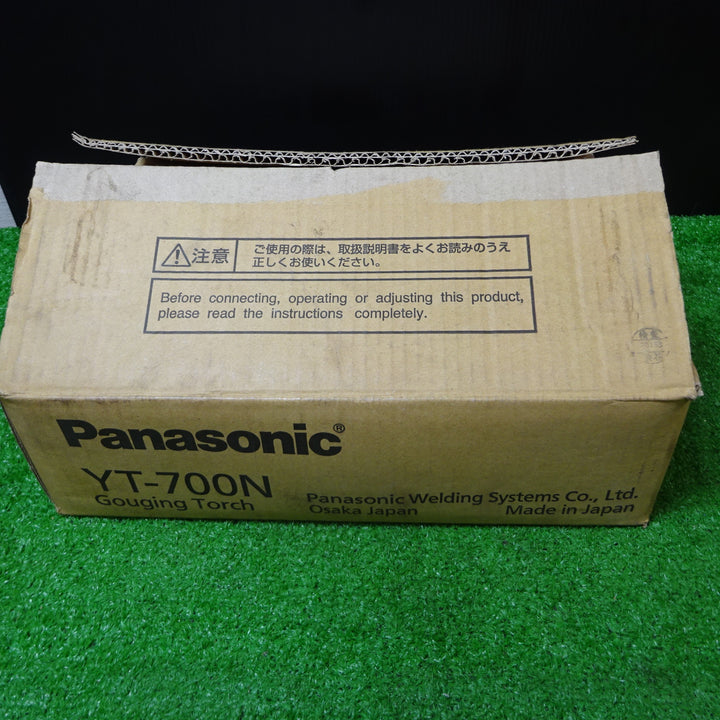 注意
ご使用の際は、取扱説明書をよくお読みのうえ
正しくお使いください。
Before connecting, operating or adjusting this product,
please read the instructions completely.
Panasonic®
YT-700N
Gouging Torch
Panasonic Welding Systems Co., Ltd.
Osaka Japan Made in Japan